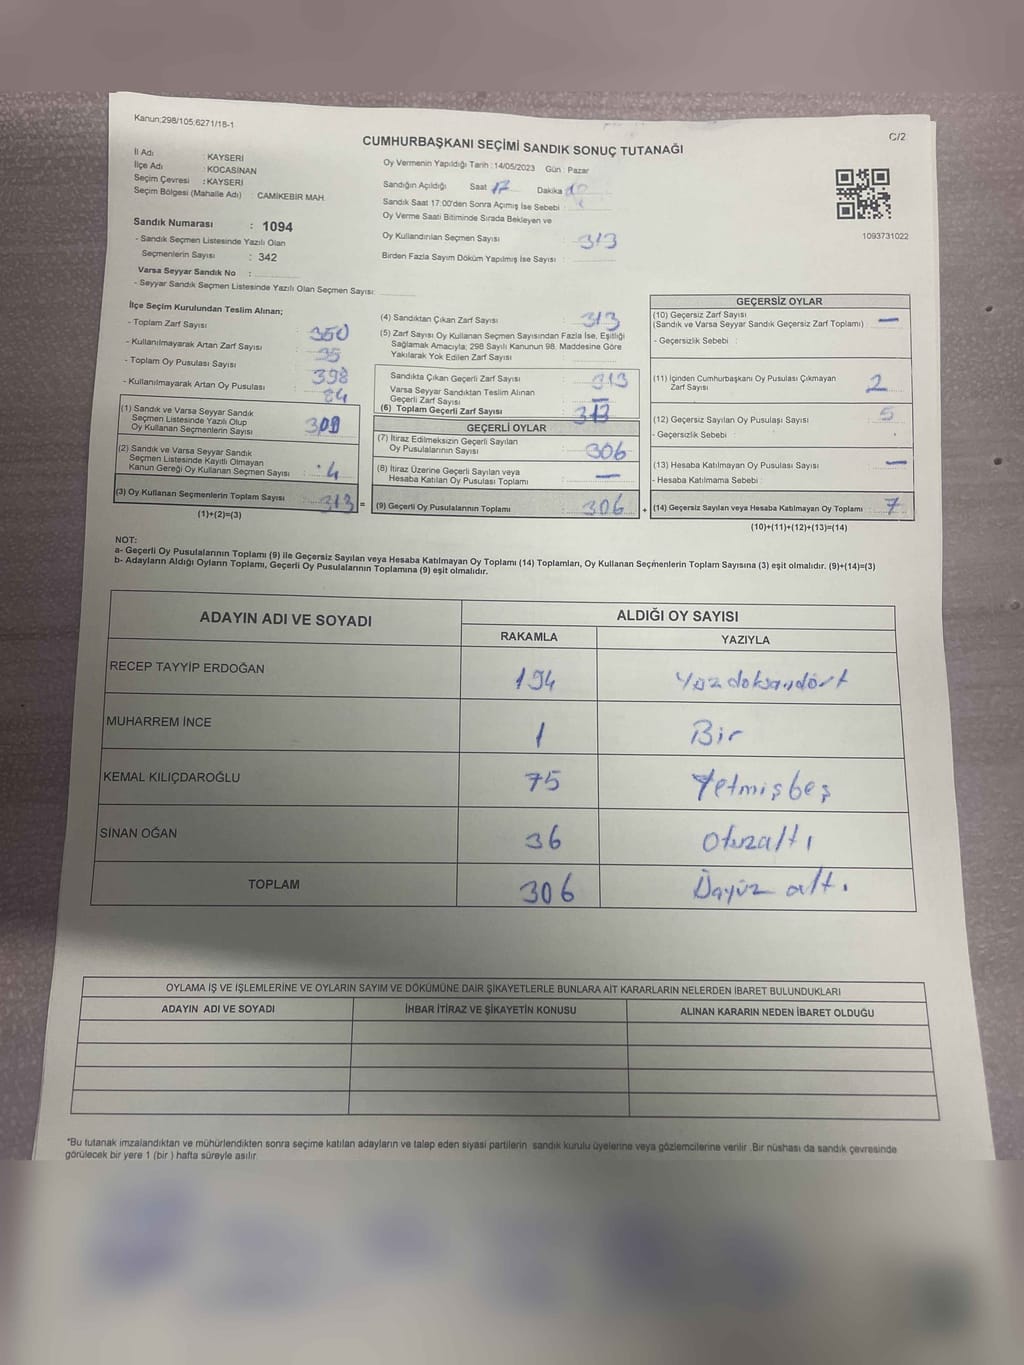 Kanun;298/105;6271/18-1
C/2
CUMHURBAŞKANI SEÇİMİ SANDIK SONUÇ TUTANAĞI
İl Adı : KAYSERİ
İlçe Adı : KOCASİNAN
Seçim Çevresi : KAYSERİ
Seçim Bölgesi (Mahalle Adı) : CAMİKEBİR MAH.
Sandık Numarası : 1094
- Sandık Seçmen Listesinde Yazılı Olan
Seçmenlerin Sayısı : 342
Varsa Seyyar Sandık No :
- Seyyar Sandık Seçmen Listesinde Yazılı Olan Seçmen Sayısı:
Oy Vermenin Yapıldığı Tarih : 14/05/2023 Gün : Pazar
Sandığın Açıldığı Saat 17 Dakika
Sandık Saat 17:00'den Sonra Açılmış İse Sebebi :
Oy Verme Saati Bitiminde Sırada Bekleyen ve
Oy Kullandırılan Seçmen Sayısı : 313
Birden Fazla Sayım Döküm Yapılmış İse Sayısı :
1093731022
İlçe Seçim Kurulundan Teslim Alınan;
- Toplam Zarf Sayısı : 350
- Kullanılmayarak Artan Zarf Sayısı : 35
- Toplam Oy Pusulası Sayısı : 398
- Kullanılmayarak Artan Oy Pusulası : 84
(1) Sandık ve Varsa Seyyar Sandık
Seçmen Listesinde Yazılı Olup
Oy Kullanan Seçmenlerin Sayısı : 309
(2) Sandık ve Varsa Seyyar Sandık
Seçmen Listesinde Kayıtlı Olmayan
Kanun Gereği Oy Kullanan Seçmen Sayısı : 4
(3) Oy Kullanan Seçmenlerin Toplam Sayısı : 313 =
(1)+(2)=(3)
(4) Sandıktan Çıkan Zarf Sayısı : 313
(5) Zarf Sayısı Oy Kullanan Seçmen Sayısından Fazla İse, Eşitliği
Sağlamak Amacıyla; 298 Sayılı Kanunun 98. Maddesine Göre
Yakılarak Yok Edilen Zarf Sayısı :
Sandıkta Çıkan Geçerli Zarf Sayısı : 313
Varsa Seyyar Sandıktan Teslim Alınan
Geçerli Zarf Sayısı : —
(6) Toplam Geçerli Zarf Sayısı : 313
GEÇERLİ OYLAR
(7) İtiraz Edilmeksizin Geçerli Sayılan
Oy Pusulalarının Sayısı : 306
(8) İtiraz Üzerine Geçerli Sayılan veya
Hesaba Katılan Oy Pusulası Toplamı : —
(9) Geçerli Oy Pusulalarının Toplamı : 306 +
GEÇERSİZ OYLAR
(10) Geçersiz Zarf Sayısı :
(Sandık ve Varsa Seyyar Sandık Geçersiz Zarf Toplamı) —
- Geçersizlik Sebebi :
(11) İçinden Cumhurbaşkanı Oy Pusulası Çıkmayan
Zarf Sayısı : 2
(12) Geçersiz Sayılan Oy Pusulaşı Sayısı : 5
- Geçersizlik Sebebi :
(13) Hesaba Katılmayan Oy Pusulası Sayısı : —
- Hesaba Katılmama Sebebi :
(14) Geçersiz Sayılan veya Hesaba Katılmayan Oy Toplamı : 7
(10)+(11)+(12)+(13)=(14)
NOT:
a- Geçerli Oy Pusulalarının Toplamı (9) ile Geçersiz Sayılan veya Hesaba Katılmayan Oy Toplamı (14) Toplamları, Oy Kullanan Seçmenlerin Toplam Sayısına (3) eşit olmalıdır. (9)+(14)=(3)
b- Adayların Aldığı Oyların Toplamı, Geçerli Oy Pusulalarının Toplamına (9) eşit olmalıdır.
ADAYIN ADI VE SOYADI ALDIĞI OY SAYISI
RAKAMLA YAZIYLA
RECEP TAYYİP ERDOĞAN 194 Yüzdoksandört
MUHARREM İNCE 1 Bir
KEMAL KILIÇDAROĞLU 75 Yetmişbeş
SİNAN OĞAN 36 Otuzaltı
TOPLAM 306 Üçyüz altı
OYLAMA İŞ VE İŞLEMLERİNE VE OYLARIN SAYIM VE DÖKÜMÜNE DAİR ŞİKAYETLERLE BUNLARA AİT KARARLARIN NELERDEN İBARET BULUNDUKLARI
ADAYIN ADI VE SOYADI İHBAR İTİRAZ VE ŞİKAYETİN KONUSU ALINAN KARARIN NEDEN İBARET OLDUĞU
*Bu tutanak imzalandıktan ve mühürlendikten sonra seçime katılan adayların ve talep eden siyasi partilerin sandık kurulu üyelerine veya gözlemcilerine verilir .Bir nüshası da sandık çevresinde
görülecek bir yere 1 (bir ) hafta süreyle asılır.